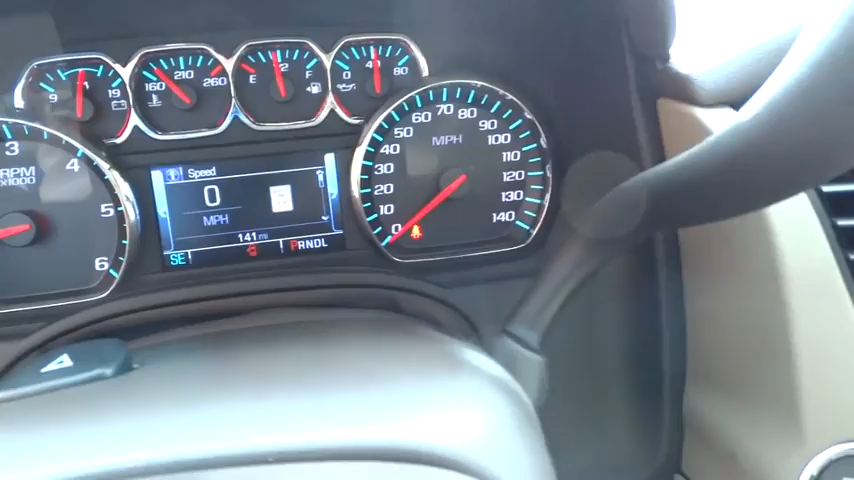 9 19
160 210 260
E F
0 40 80
3 4 5 6
RPM
x1000
Speed
0
MPH
141 mi
SE PRNDL
MPH
0 10 20 30 40 50 60 70 80 90 100 110 120 130 140